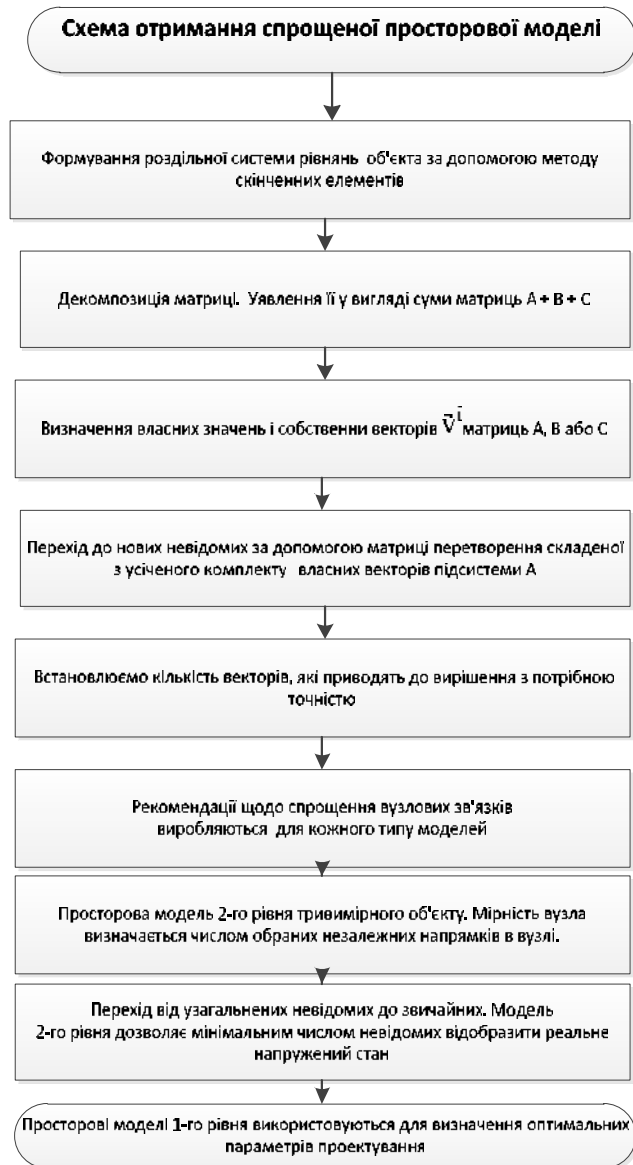 Схема отримання спрощеної просторової моделі
Формування роздільної системи рівнянь об'єкта за допомогою методу
скінченних елементів
Декомпозиція матриці. Уявлення її у вигляді суми матриць А + В + С
Визначення власних значень і собственни векторів V̄ⁱ матриць А, В або С
Перехід до нових невідомих за допомогою матриці перетворення складеної
з усіченого комплекту власних векторів підсистеми А
Встановлюємо кількість векторів, які приводять до вирішення з потрібною
точністю
Рекомендації щодо спрощення вузлових зв'язків
виробляються для кожного типу моделей
Просторова модель 2-го рівня тривимірного об'єкту. Мірність вузла
визначається числом обраних незалежних напрямків в вузлі.
Перехід від узагальнених невідомих до звичайних. Модель
2-го рівня дозволяє мінімальним числом невідомих відобразити реальне
напружений стан
Просторові моделі 1-го рівня використовуються для визначення оптимальних
параметрів проектування